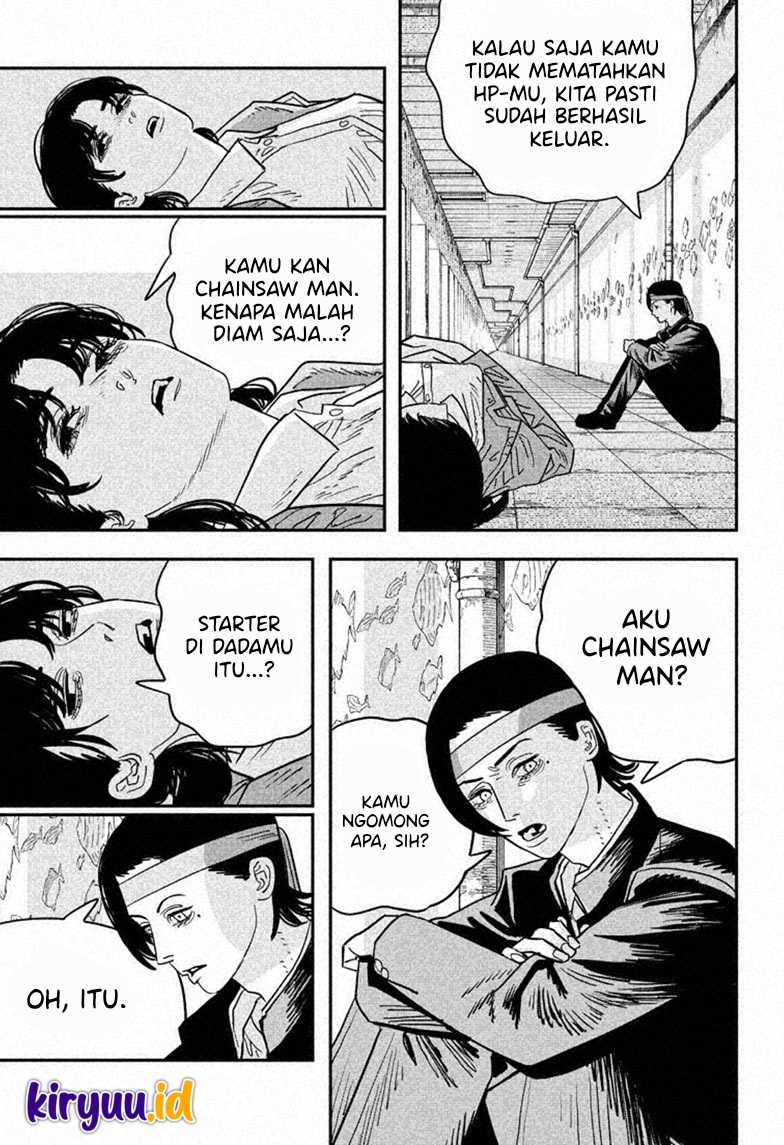 KALAU SAJA KAMU
TIDAK MEMATAHKAN
HP-MU, KITA PASTI
SUDAH BERHASIL
KELUAR.
KAMU KAN
CHAINSAW MAN.
KENAPA MALAH
DIAM SAJA...?
AKU
CHAINSAW
MAN?
KAMU
NGOMONG
APA, SIH?
STARTER
DI DADAMU
ITU...?
OH, ITU.
kiryuu.id